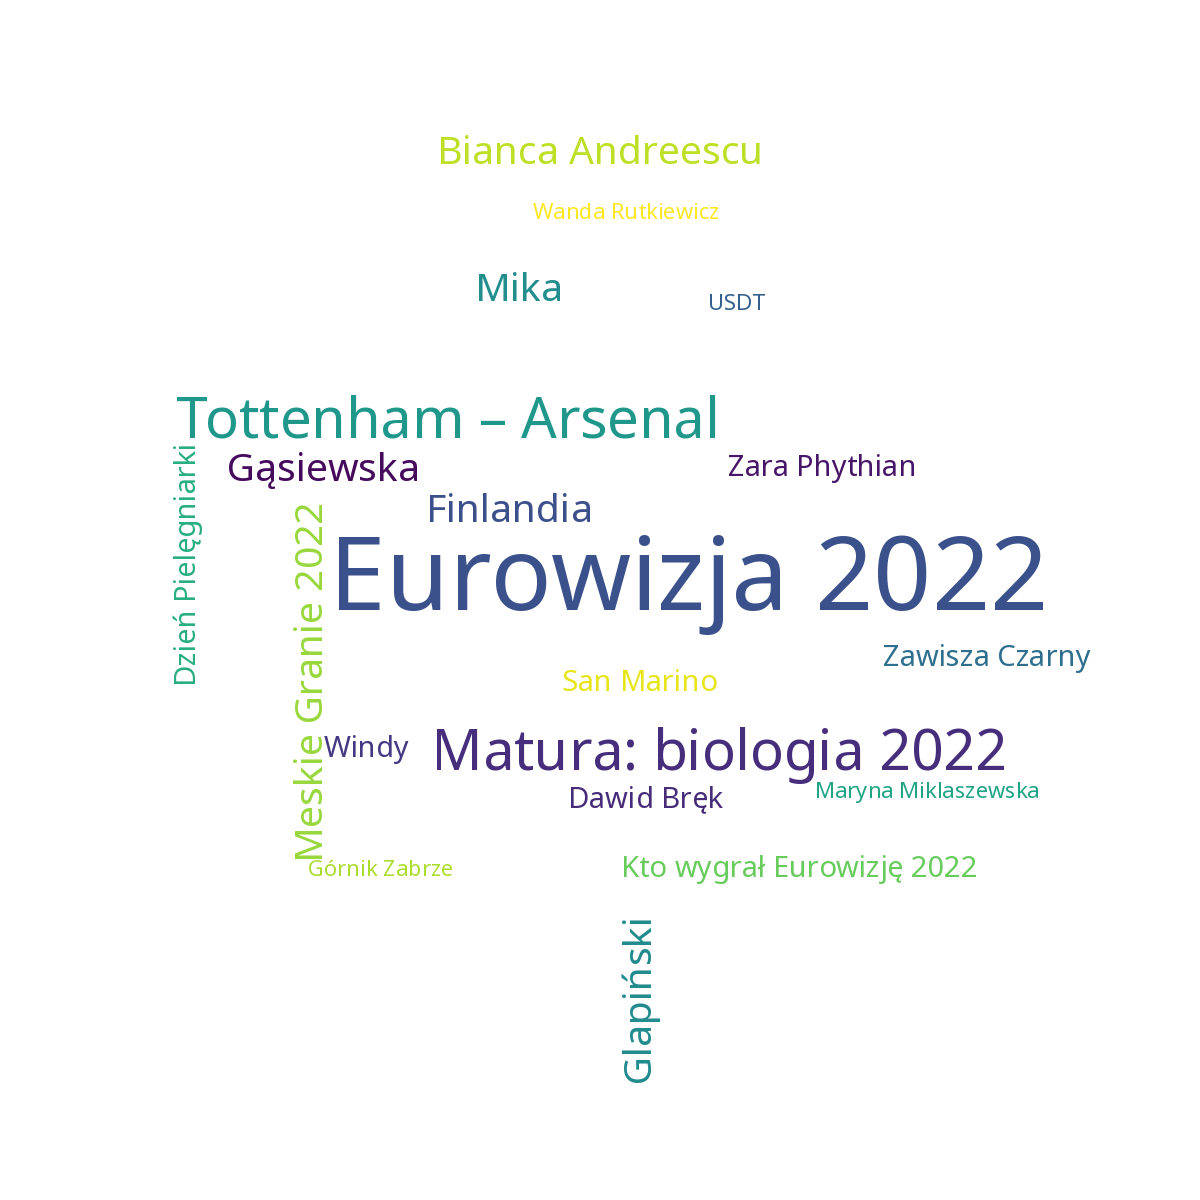 Bianca Andreescu
Wanda Rutkiewicz
Mika
USDT
Tottenham – Arsenal
Gąsiewska
Zara Phythian
Dzień Pielęgniarki
Finlandia
Meskie Granie 2022
Eurowizja 2022
Zawisza Czarny
San Marino
Windy
Matura: biologia 2022
Dawid Bręk
Maryna Miklaszewska
Górnik Zabrze
Kto wygrał Eurowizję 2022
Glapiński